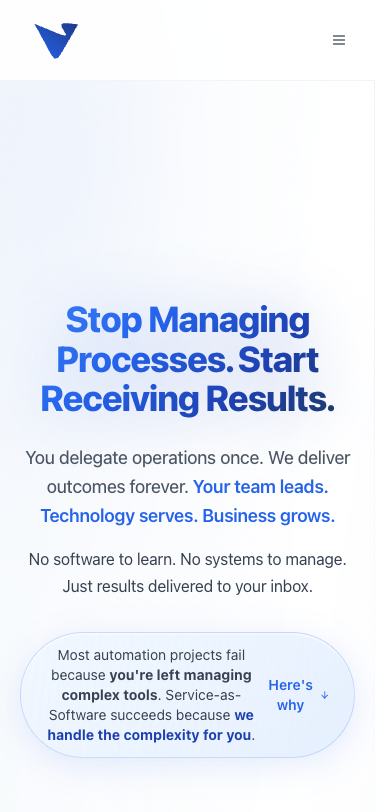 Stop Managing
Processes. Start
Receiving Results.
You delegate operations once. We deliver
outcomes forever. Your team leads.
Technology serves. Business grows.
No software to learn. No systems to manage.
Just results delivered to your inbox.
Most automation projects fail
because you're left managing
complex tools. Service-as-
Software succeeds because we
handle the complexity for you.
Here's
why ↓